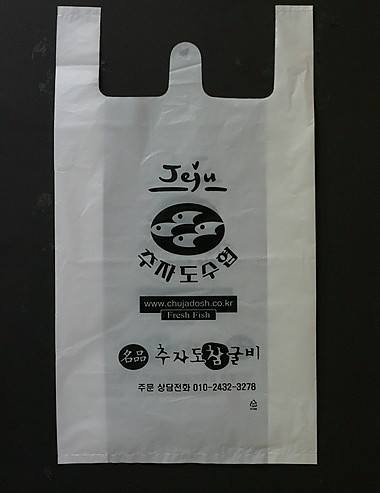 Jeju
추자도수협
www.chujadosh.co.kr
Fresh Fish
名品 추자도참굴비
주문 상담전화 010-2432-3278